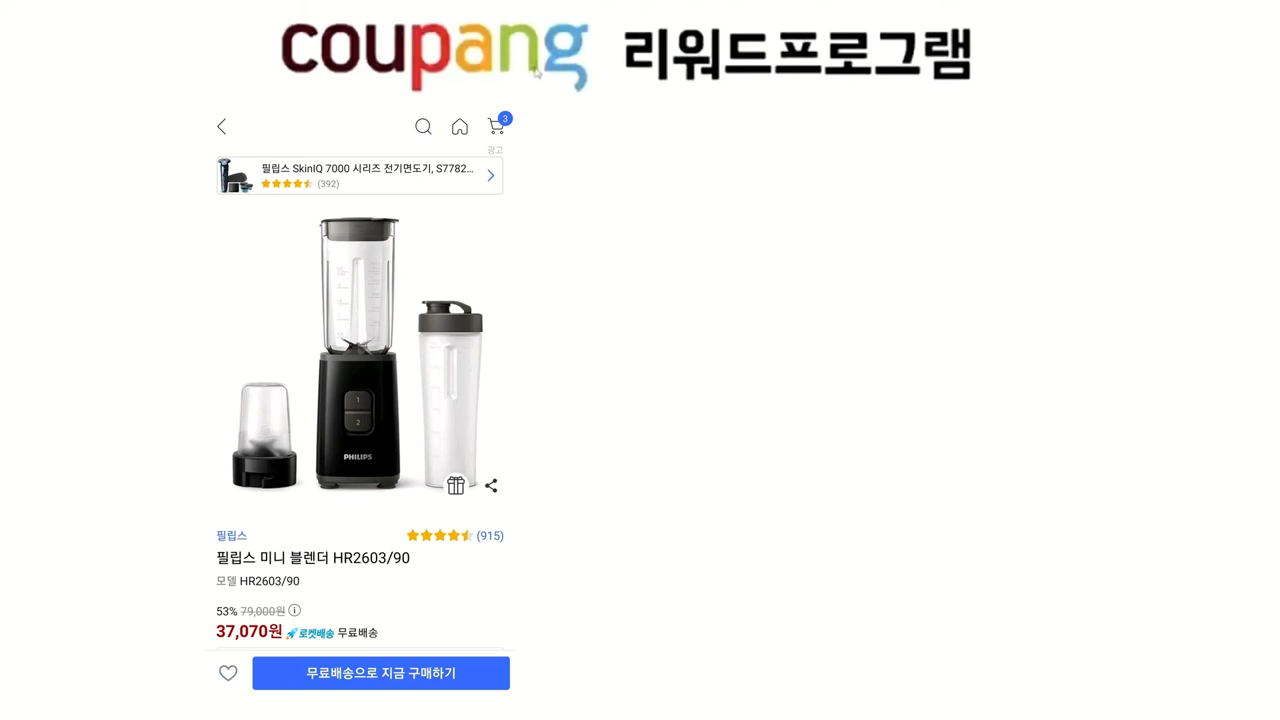 coupang 리워드프로그램
3
광고
필립스 SkinIQ 7000 시리즈 전기면도기, S7782...
(392)
1
2
PHILIPS
필립스
(915)
필립스 미니 블렌더 HR2603/90
모델 HR2603/90
53% 79,000원
37,070원 로켓배송 무료배송
무료배송으로 지금 구매하기